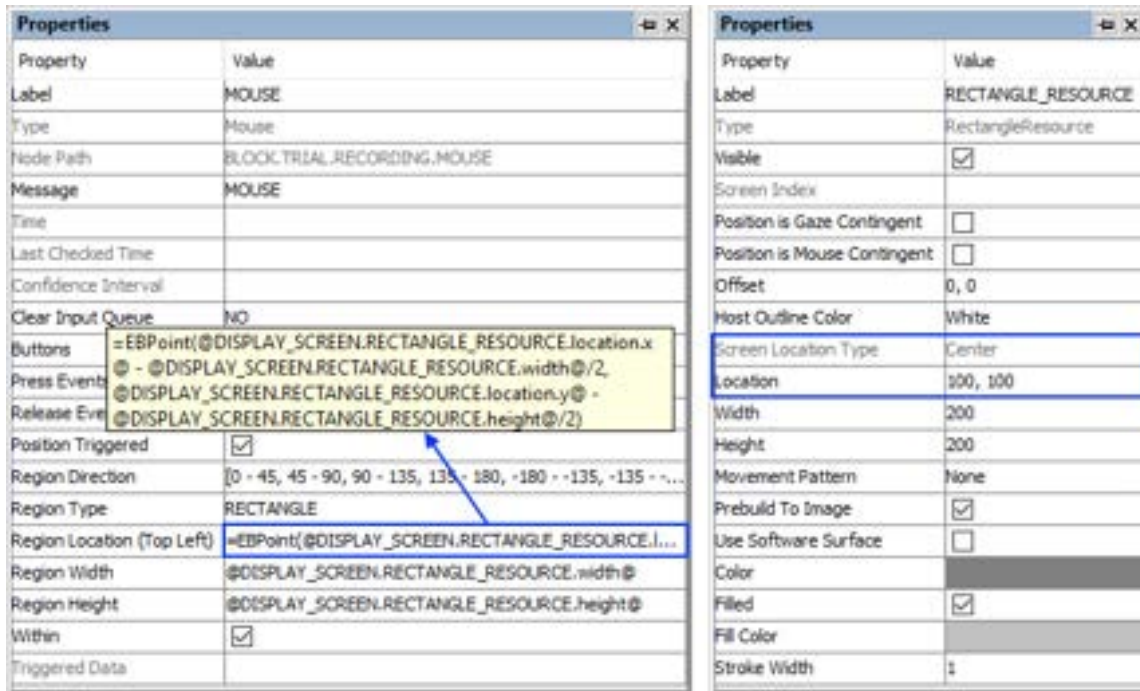 Properties
Property Value
Label MOUSE
Type Mouse
Node Path BLOCK.TRIAL.RECORDING.MOUSE
Message MOUSE
Time
Last Checked Time
Confidence Interval
Clear Input Queue NO
Buttons
Press Events
Release Eve
=EBPoint(@DISPLAY_SCREEN.RECTANGLE_RESOURCE.location.x
@ - @DISPLAY_SCREEN.RECTANGLE_RESOURCE.width@/2,
@DISPLAY_SCREEN.RECTANGLE_RESOURCE.location.y@ -
@DISPLAY_SCREEN.RECTANGLE_RESOURCE.height@/2)
Position Triggered
Region Direction [0 - 45, 45 - 90, 90 - 135, 135 - 180, -180 - -135, -135 - -...
Region Type RECTANGLE
Region Location (Top Left) =EBPoint(@DISPLAY_SCREEN.RECTANGLE_RESOURCE.l...
Region Width @DISPLAY_SCREEN.RECTANGLE_RESOURCE.width@
Region Height @DISPLAY_SCREEN.RECTANGLE_RESOURCE.height@
Within
Triggered Data
Properties
Property Value
Label RECTANGLE_RESOURCE
Type RectangleResource
Visible
Screen Index
Position is Gaze Contingent
Position is Mouse Contingent
Offset 0, 0
Host Outline Color White
Screen Location Type Center
Location 100, 100
Width 200
Height 200
Movement Pattern None
Prebuild To Image
Use Software Surface
Color
Filled
Fill Color
Stroke Width 1